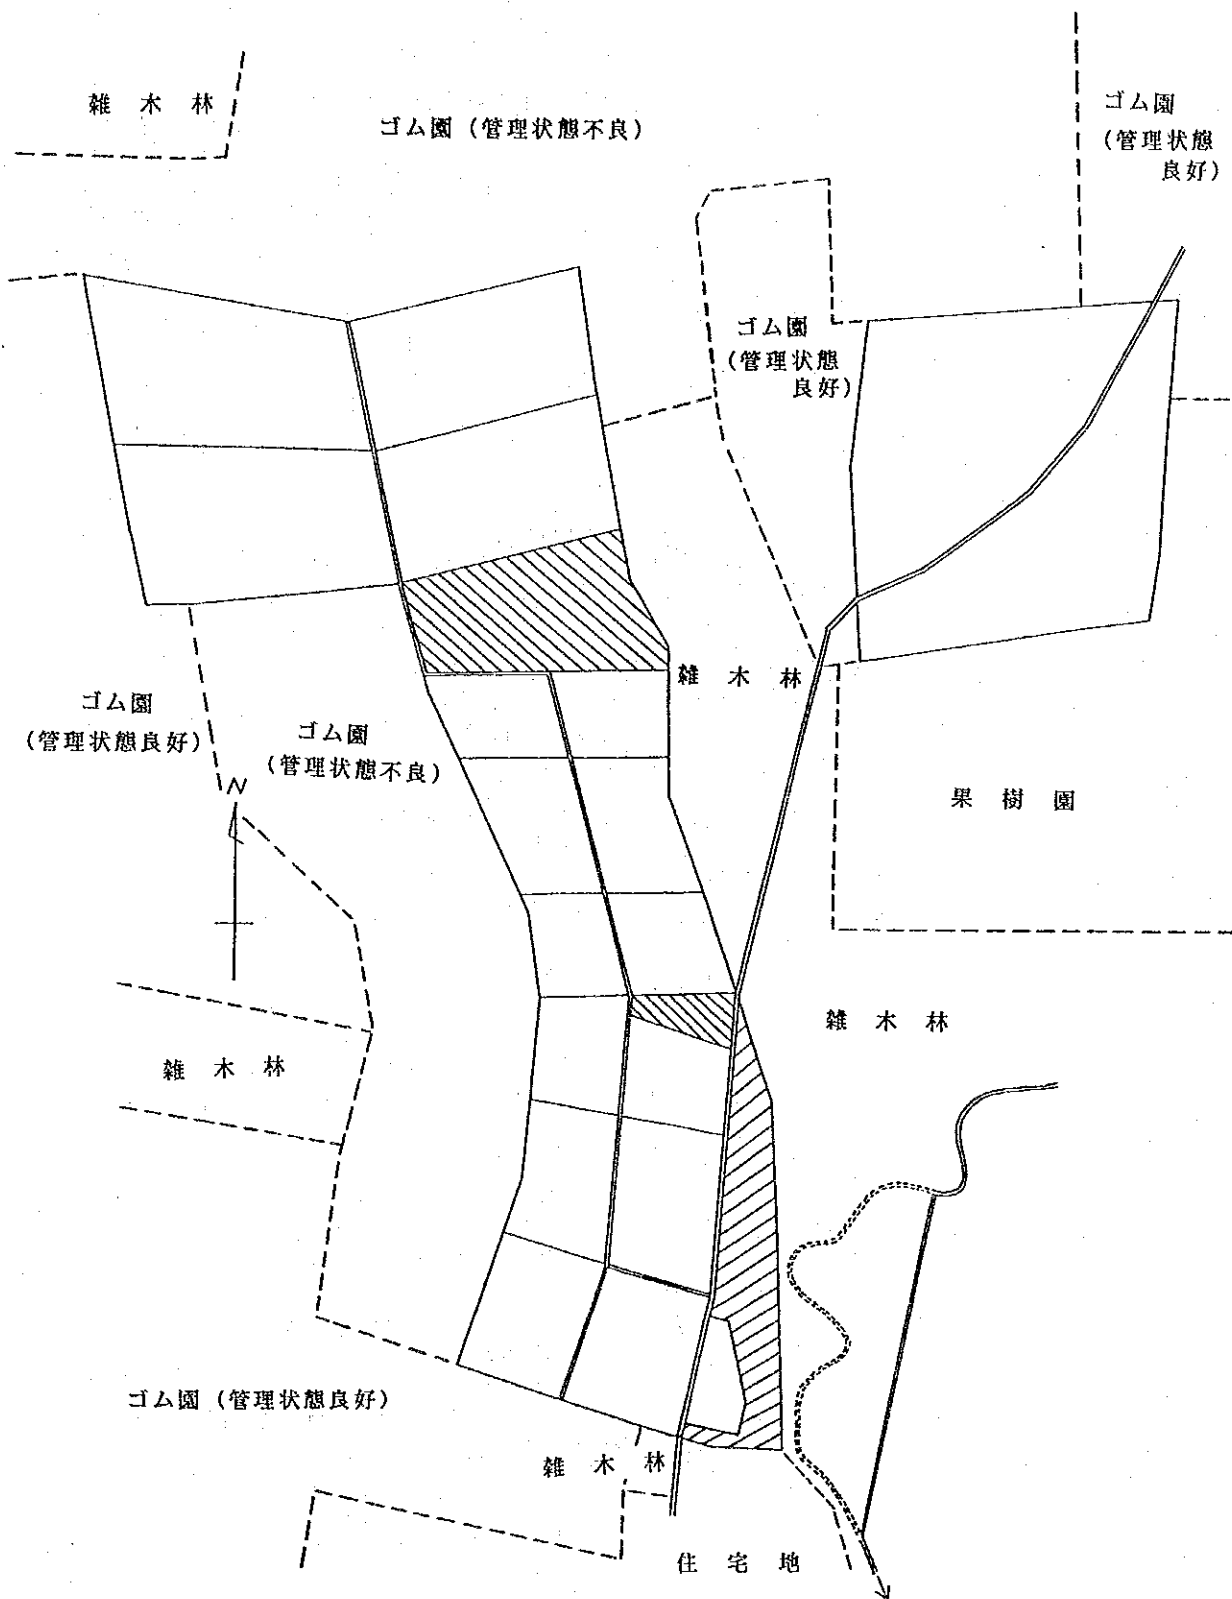 雑木林
ゴム園（管理状態不良）
ゴム園
（管理状態
良好）
ゴム園
（管理状態
良好）
雑木林
ゴム園
（管理状態良好）
ゴム園
（管理状態不良）
N
果樹園
雑木林
雑木林
ゴム園（管理状態良好）
雑木林
住宅地